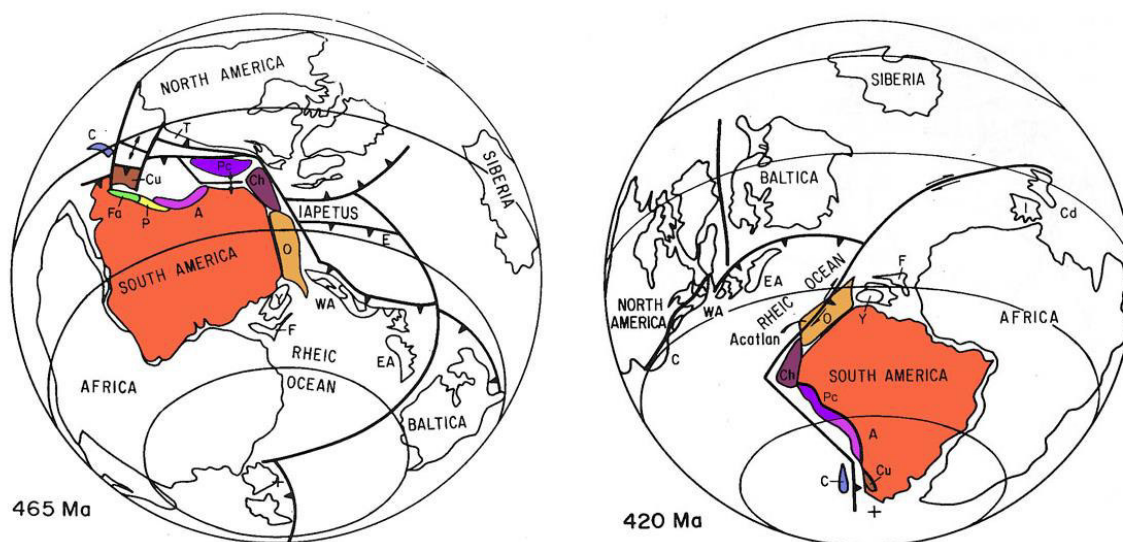 NORTH AMERICA
C
T
Pc
Cu
Ch
Fa
P
A
SIBERIA
IAPETUS
E
O
SOUTH AMERICA
Y
WA
F
EA
RHEIC
OCEAN
AFRICA
BALTICA
465 Ma
SIBERIA
BALTICA
I
Cd
EA
RHEIC OCEAN
F
NORTH
AMERICA
WA
O
Y
AFRICA
Acatlan
C
Ch
SOUTH AMERICA
Pc
A
Cu
C
420 Ma